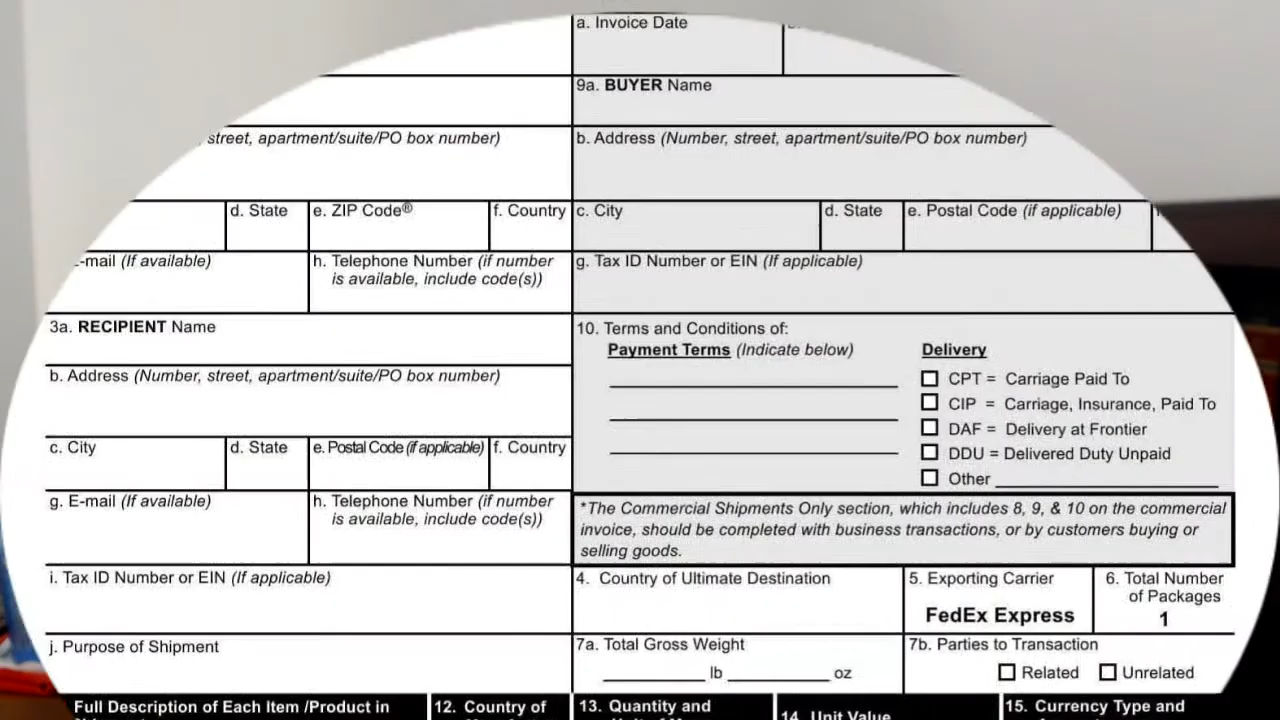 a. Invoice Date
9a. BUYER Name
street, apartment/suite/PO box number)
b. Address (Number, street, apartment/suite/PO box number)
d. State
e. ZIP Code®
f. Country
c. City
d. State
e. Postal Code (if applicable)
-mail (If available)
h. Telephone Number (if number
is available, include code(s))
g. Tax ID Number or EIN (If applicable)
3a. RECIPIENT Name
b. Address (Number, street, apartment/suite/PO box number)
c. City
d. State
e. Postal Code (if applicable)
f. Country
g. E-mail (If available)
h. Telephone Number (if number
is available, include code(s))
i. Tax ID Number or EIN (If applicable)
j. Purpose of Shipment
10. Terms and Conditions of:
Payment Terms (Indicate below)
Delivery
CPT = Carriage Paid To
CIP = Carriage, Insurance, Paid To
DAF = Delivery at Frontier
DDU = Delivered Duty Unpaid
Other
*The Commercial Shipments Only section, which includes 8, 9, & 10 on the commercial
invoice, should be completed with business transactions, or by customers buying or
selling goods.
4. Country of Ultimate Destination
5. Exporting Carrier
FedEx Express
6. Total Number
of Packages
1
7a. Total Gross Weight
lb oz
7b. Parties to Transaction
Related Unrelated
Full Description of Each Item /Product in
12. Country of
13. Quantity and
14. Unit Value
15. Currency Type and